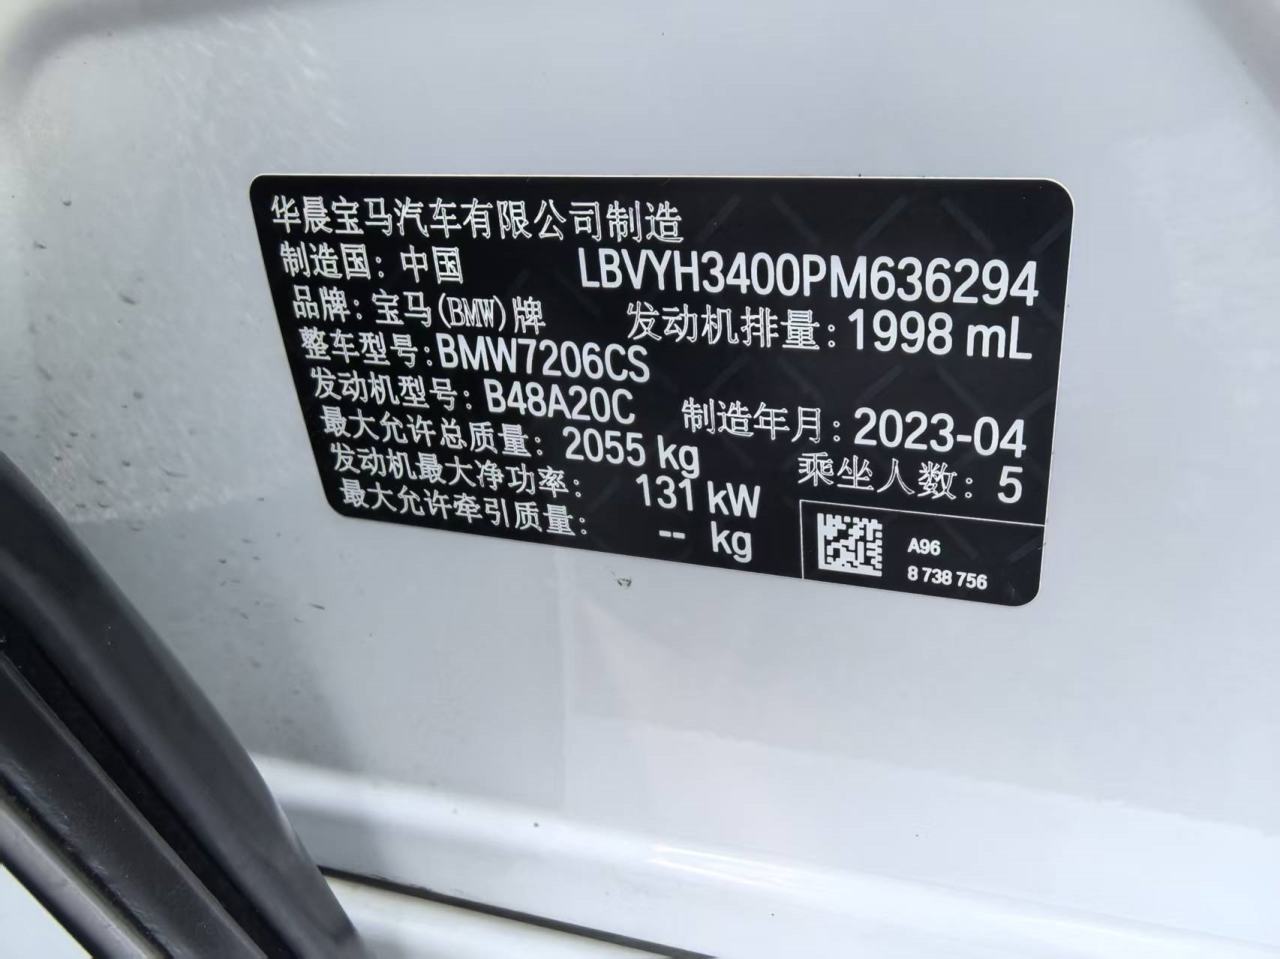 华晨宝马汽车有限公司制造
制造国: 中国 LBVYH3400PM636294
品牌: 宝马(BMW)牌 发动机排量: 1998 mL
整车型号: BMW7206CS
发动机型号: B48A20C 制造年月: 2023-04
最大允许总质量: 2055 kg 乘坐人数: 5
发动机最大净功率: 131 kW
最大允许牵引质量: -- kg
A96
8 738 756